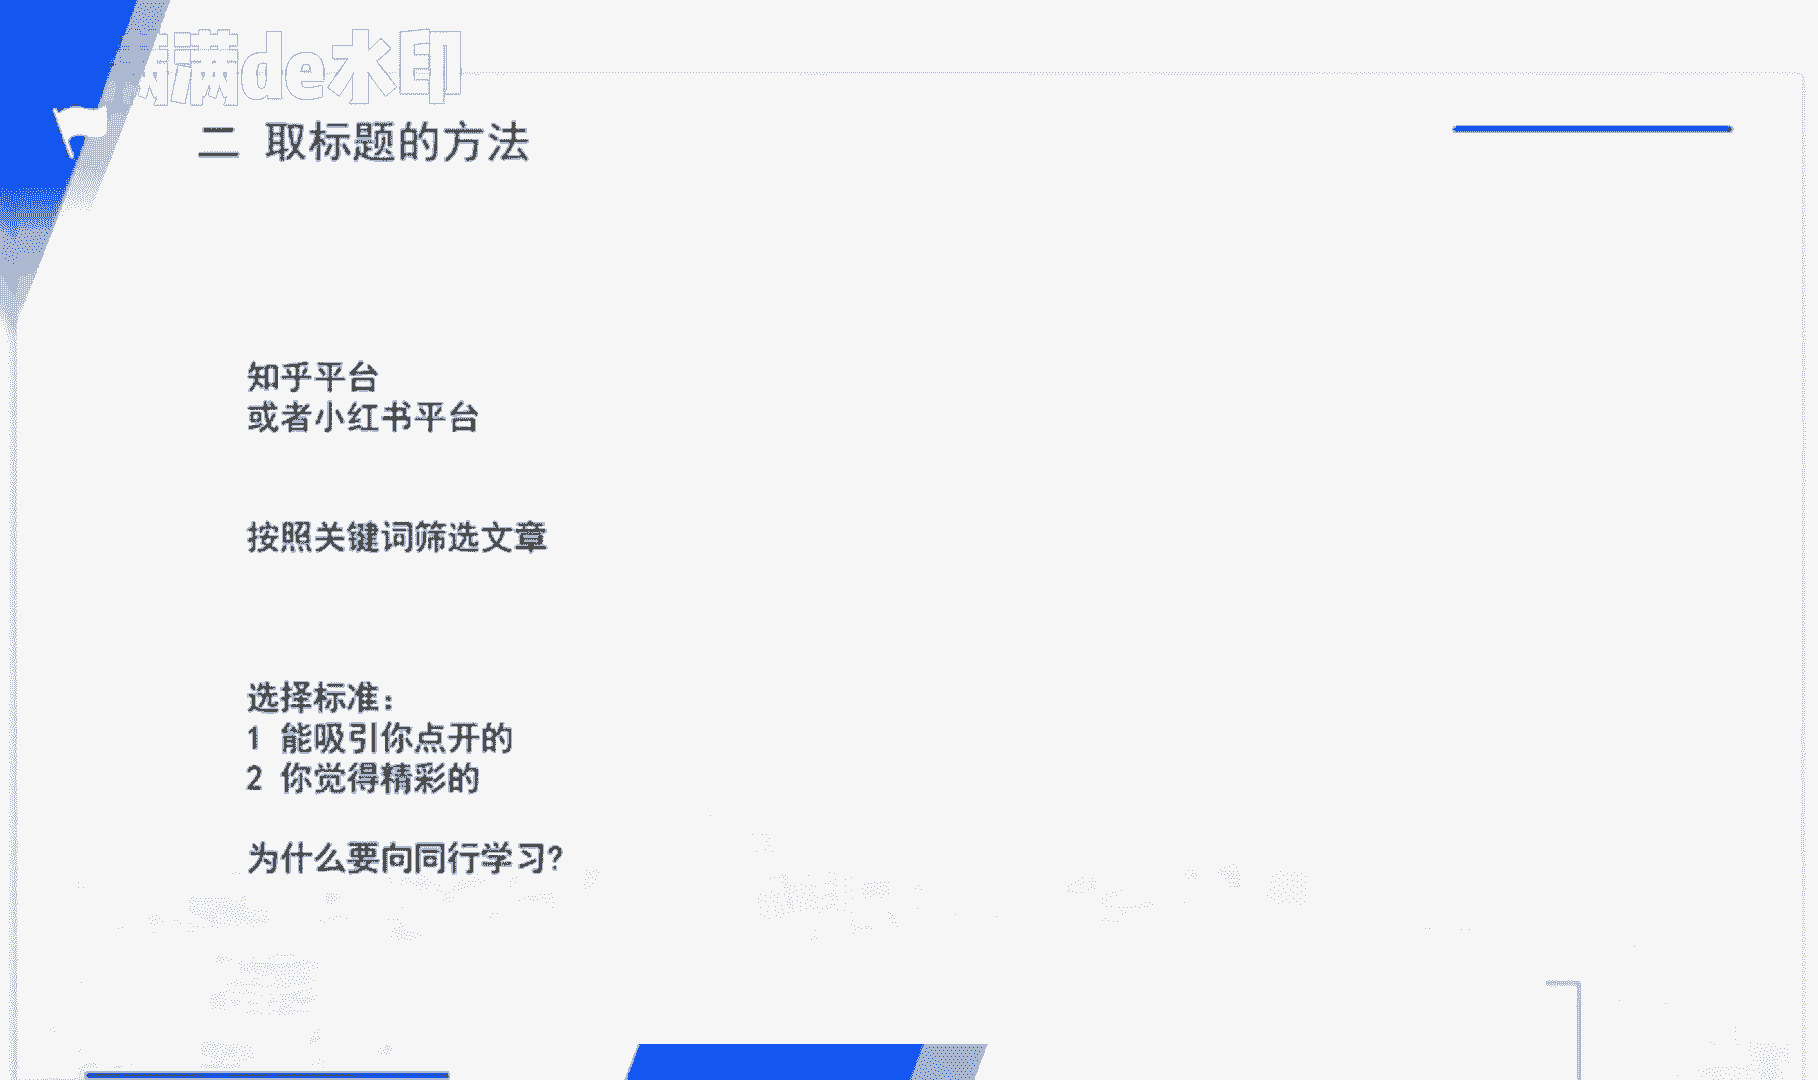 满满de水印
二 取标题的方法
知乎平台
或者小红书平台
按照关键词筛选文章
选择标准：
1 能吸引你点开的
2 你觉得精彩的
为什么要向同行学习?